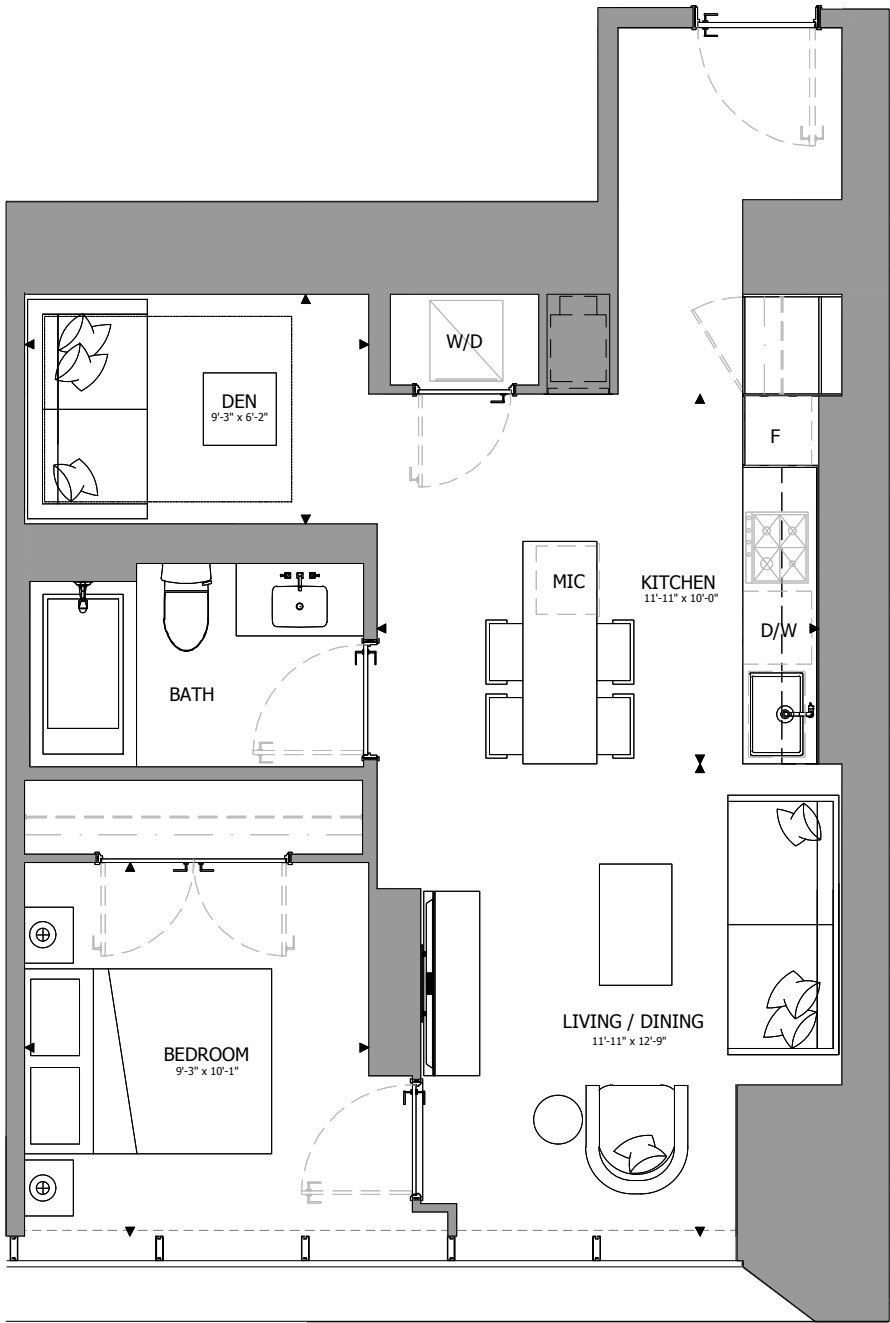 W/D
DEN
9'-3" x 6'-2"
F
MIC
KITCHEN
11'-11" x 10'-0"
D/W
BATH
LIVING / DINING
11'-11" x 12'-9"
BEDROOM
9'-3" x 10'-1"